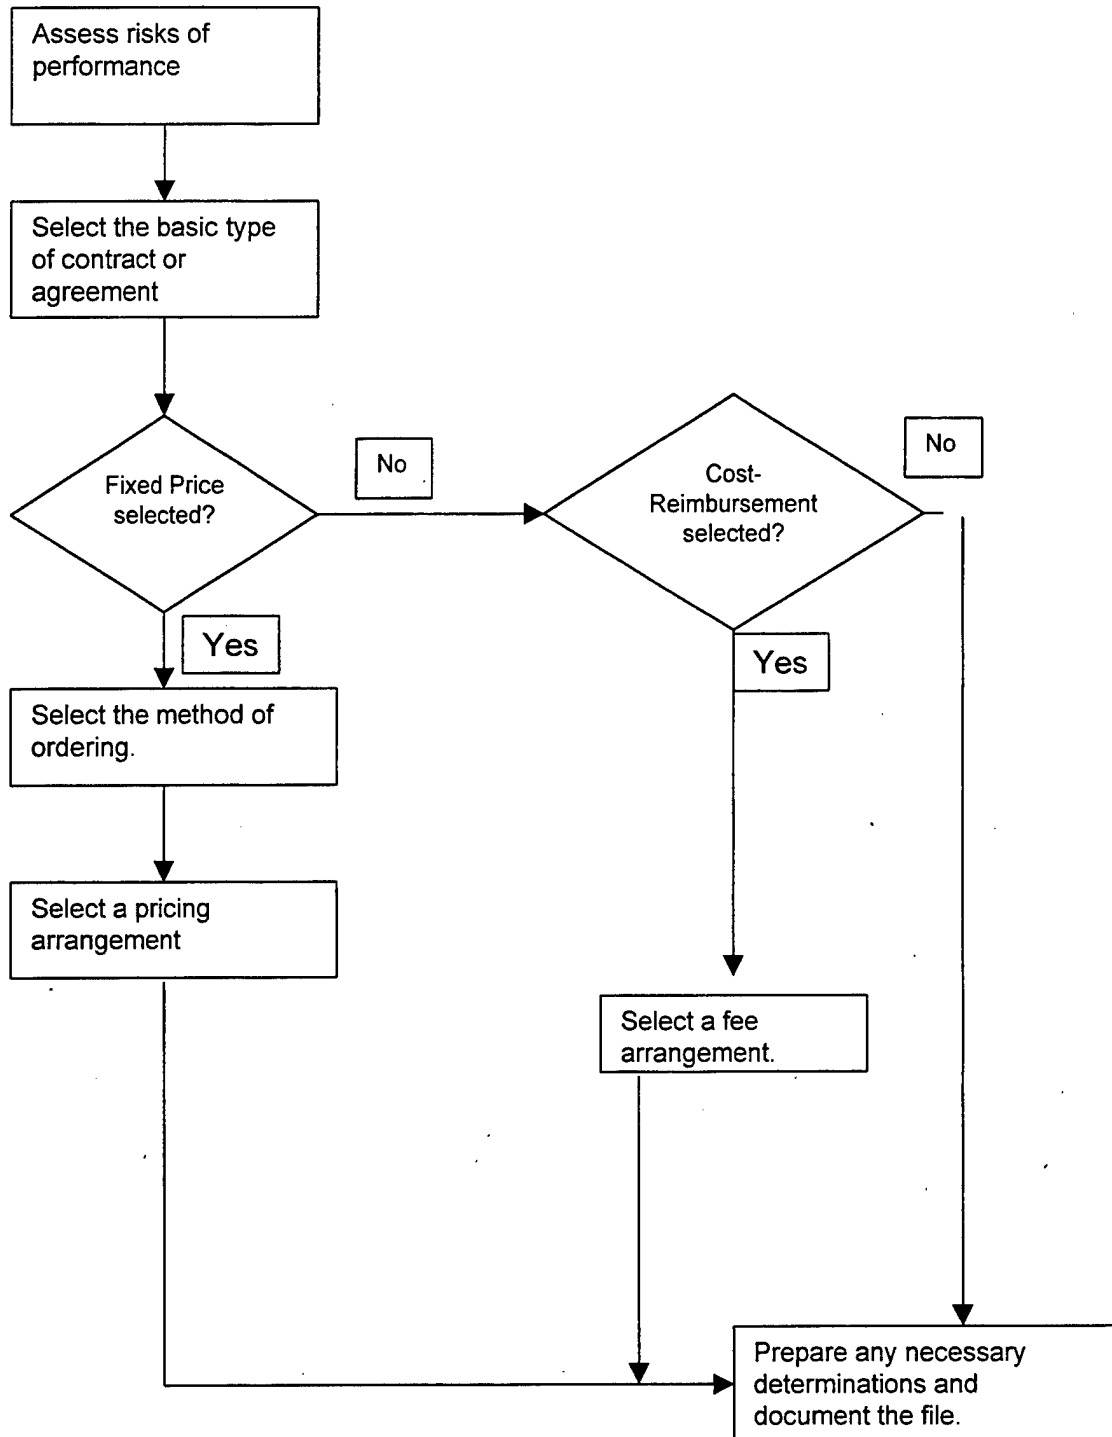 Assess risks of
performance
Select the basic type
of contract or
agreement
Fixed Price
selected?
No
Cost-
Reimbursement
selected?
No
Yes
Yes
Select the method of
ordering.
Select a pricing
arrangement
Select a fee
arrangement.
Prepare any necessary
determinations and
document the file.